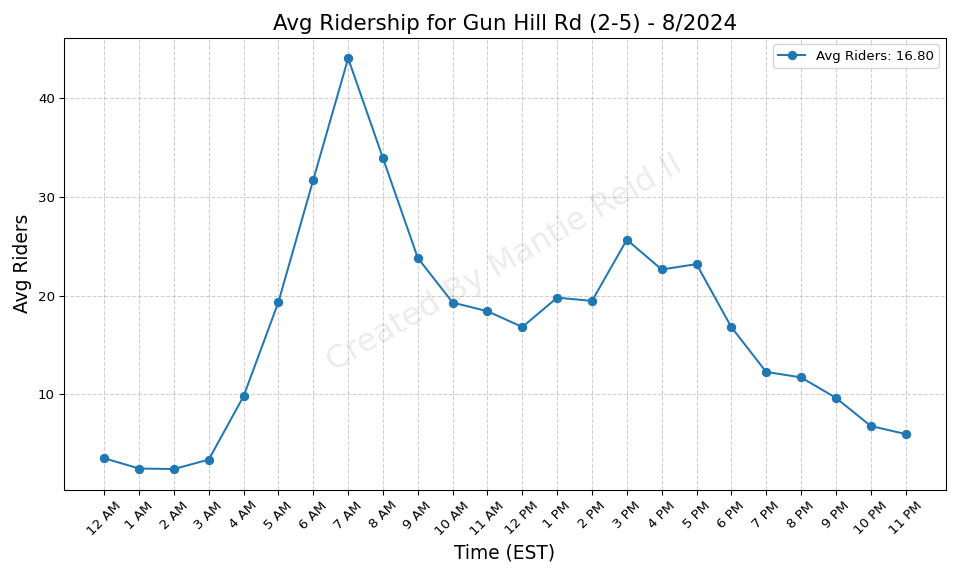 Avg Ridership for Gun Hill Rd (2-5) - 8/2024
Avg Riders: 16.80
Avg Riders
40
30
20
10
Created By Mantie Reid II
12 AM
1 AM
2 AM
3 AM
4 AM
5 AM
6 AM
7 AM
8 AM
9 AM
10 AM
11 AM
12 PM
1 PM
2 PM
3 PM
4 PM
5 PM
6 PM
7 PM
8 PM
9 PM
10 PM
11 PM
Time (EST)